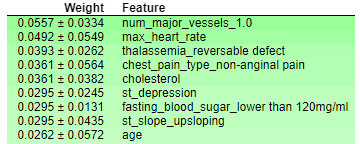 Weight Feature
0.0557 ± 0.0334 num_major_vessels_1.0
0.0492 ± 0.0549 max_heart_rate
0.0393 ± 0.0262 thalassemia_reversable defect
0.0361 ± 0.0564 chest_pain_type_non-anginal pain
0.0361 ± 0.0382 cholesterol
0.0295 ± 0.0245 st_depression
0.0295 ± 0.0131 fasting_blood_sugar_lower than 120mg/ml
0.0295 ± 0.0435 st_slope_upsloping
0.0262 ± 0.0572 age